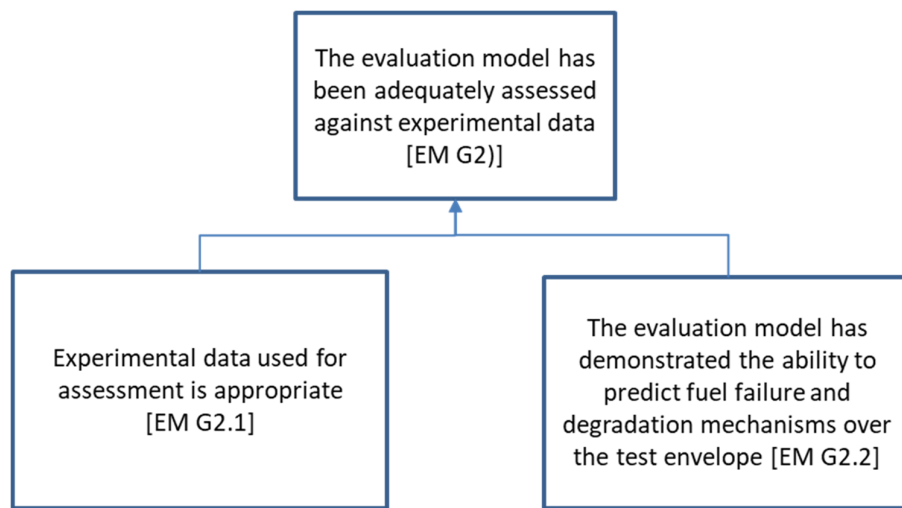 The evaluation model has
been adequately assessed
against experimental data
[EM G2)]
Experimental data used for
assessment is appropriate
[EM G2.1]
The evaluation model has
demonstrated the ability to
predict fuel failure and
degradation mechanisms over
the test envelope [EM G2.2]